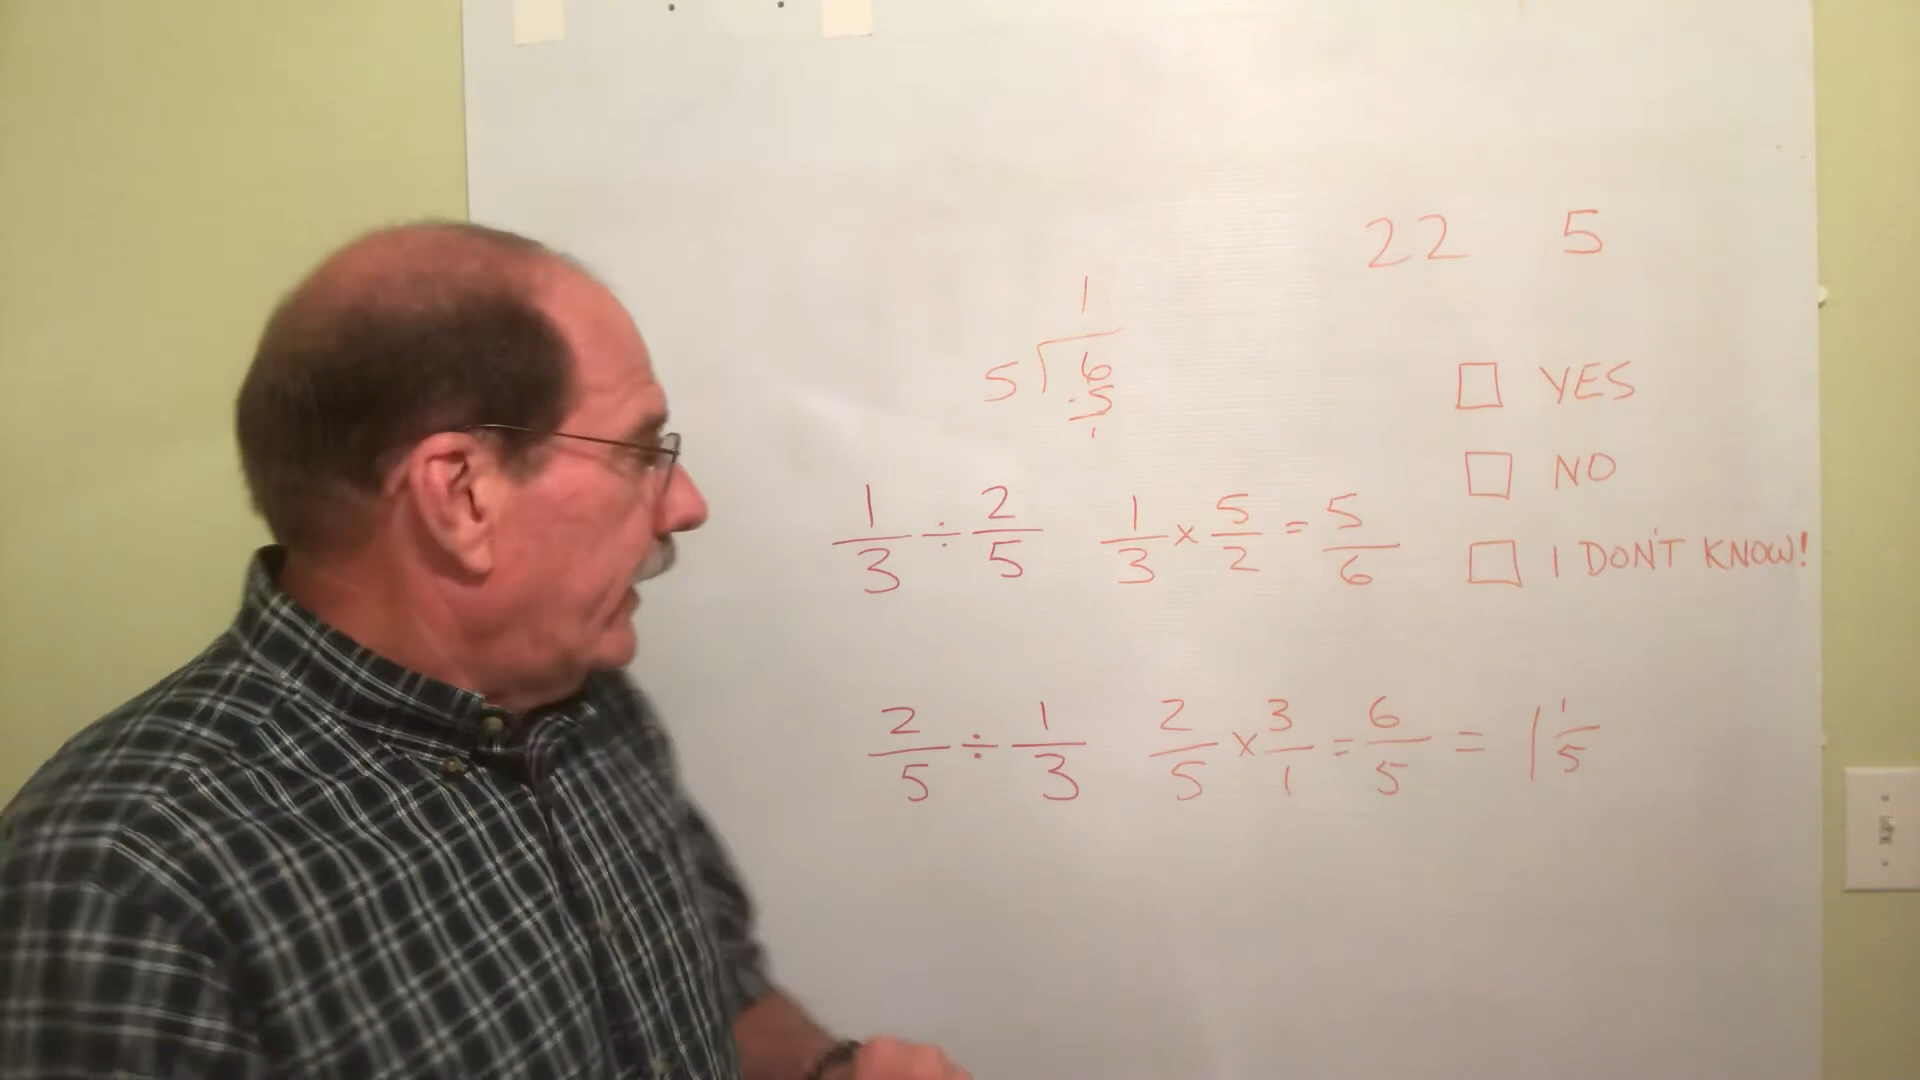 22 5
1
5 6
- 5
1
☐ YES
☐ NO
☐ I DON'T KNOW!
1/3 ÷ 2/5 1/3 × 5/2 = 5/6
2/5 ÷ 1/3 2/5 × 3/1 = 6/5 = 1 1/5